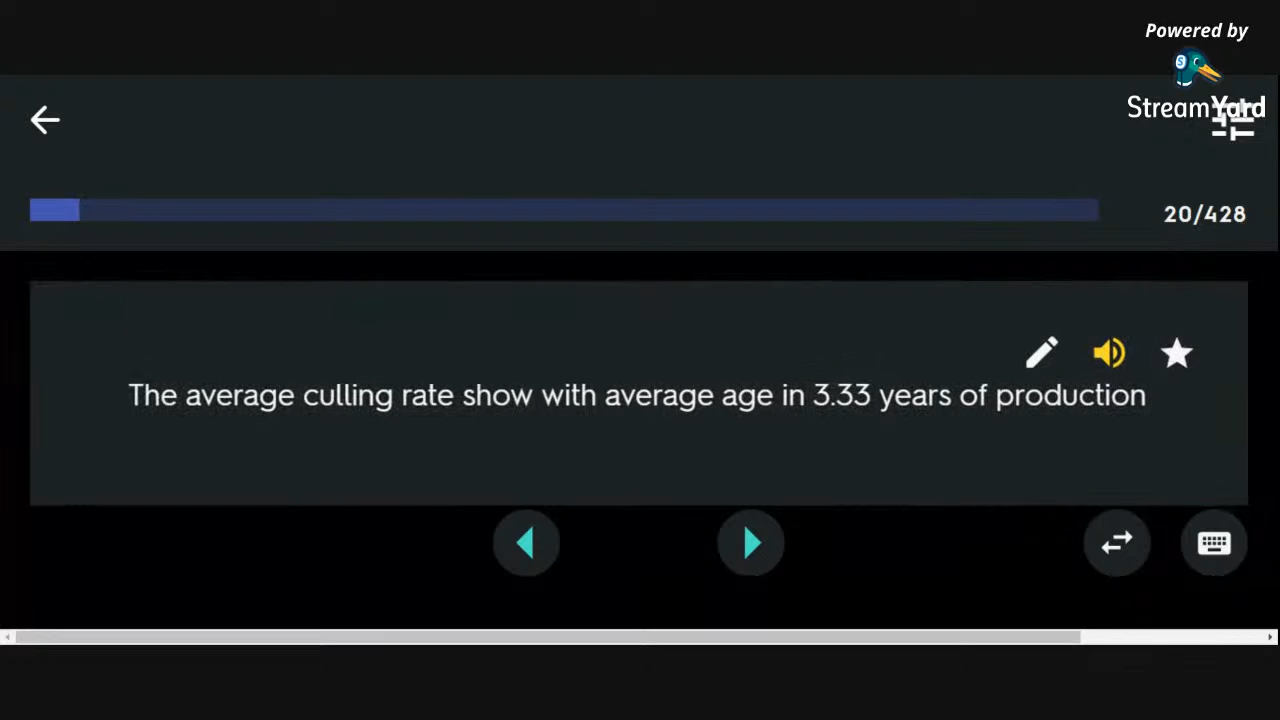 Powered by
StreamYard
20/428
The average culling rate show with average age in 3.33 years of production